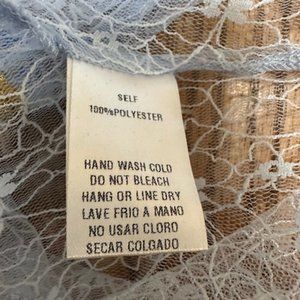 SELF
100%POLYESTER
HAND WASH COLD
DO NOT BLEACH
HANG OR LINE DRY
LAVE FRIO A MANO
NO USAR CLORO
SECAR COLGADO